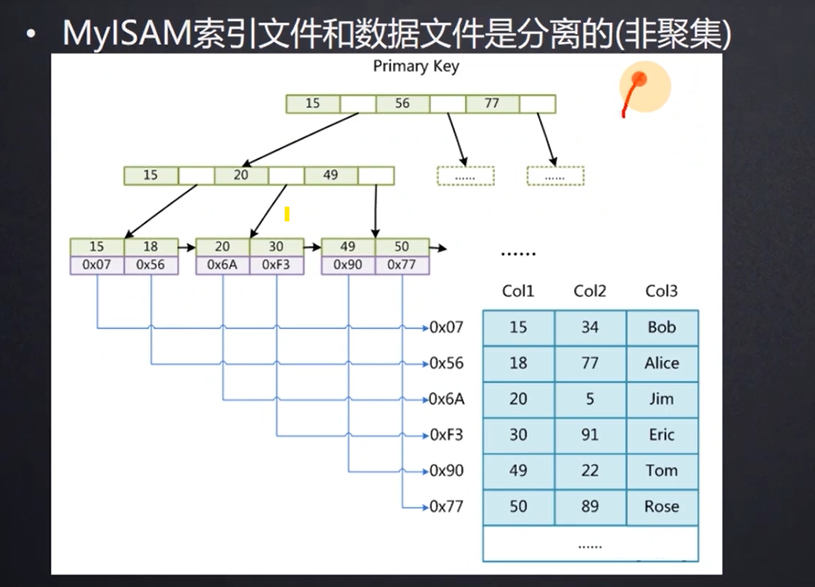 • MyISAM索引文件和数据文件是分离的(非聚集)
Primary Key
15 56 77
15 20 49
...... ......
15 18 20 30 49 50
0x07 0x56 0x6A 0xF3 0x90 0x77
......
Col1 Col2 Col3
0x07 15 34 Bob
0x56 18 77 Alice
0x6A 20 5 Jim
0xF3 30 91 Eric
0x90 49 22 Tom
0x77 50 89 Rose
......